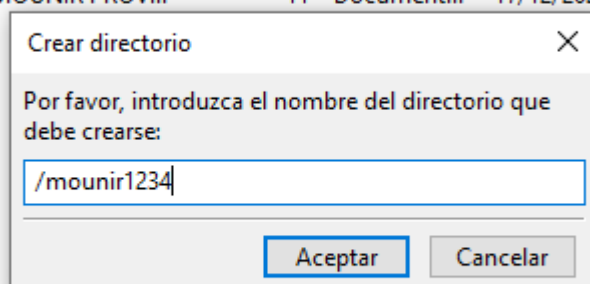 Crear directorio
Por favor, introduzca el nombre del directorio que
debe crearse:
/mounir1234
Aceptar
Cancelar